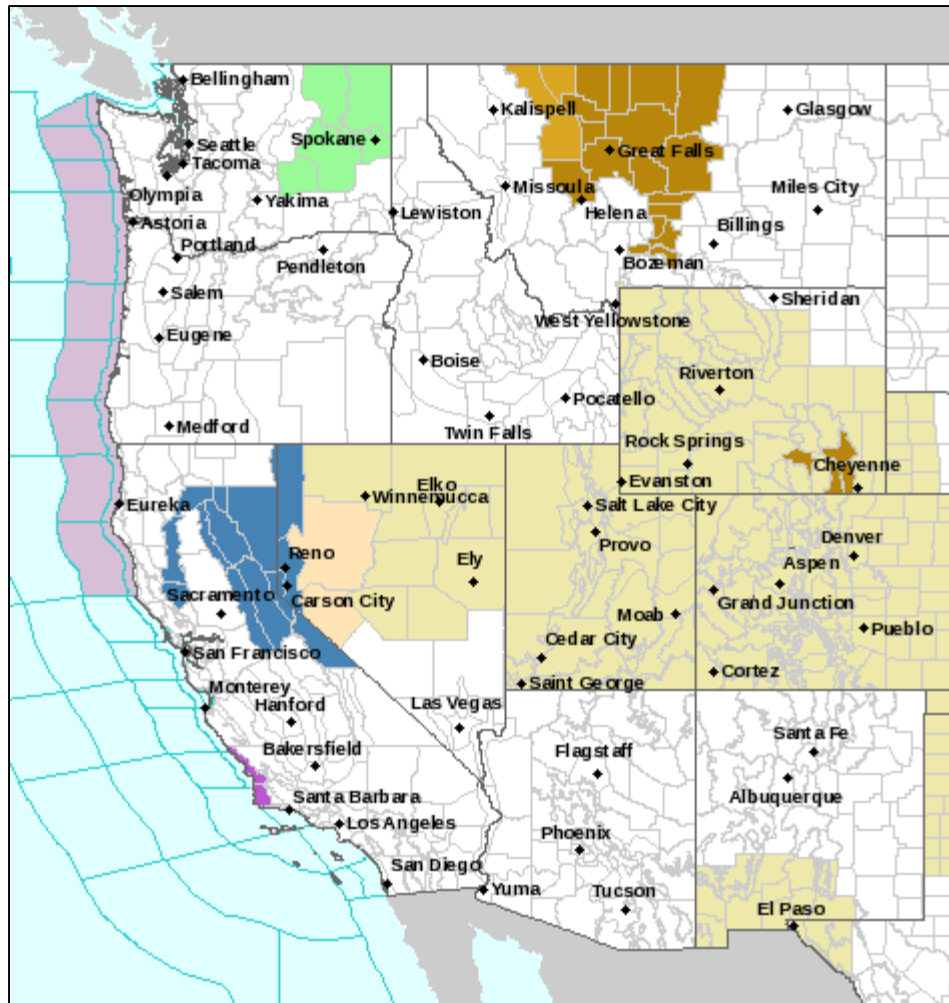 Bellingham
Kalispell
Glasgow
Spokane
Seattle
Great Falls
Tacoma
Missoula
Miles City
Olympia
Yakima
Lewiston
Helena
Astoria
Billings
Portland
Pendleton
Bozeman
Salem
Sheridan
West Yellowstone
Eugene
Boise
Riverton
Pocatello
Medford
Twin Falls
Rock Springs
Cheyenne
Elko
Evanston
Winnemucca
Eureka
Salt Lake City
Provo
Denver
Reno
Ely
Aspen
Sacramento
Carson City
Grand Junction
Moab
Pueblo
Cedar City
San Francisco
Cortez
Saint George
Monterey
Hanford
Las Vegas
Bakersfield
Flagstaff
Santa Fe
Albuquerque
Santa Barbara
Los Angeles
Phoenix
San Diego
Yuma
Tucson
El Paso